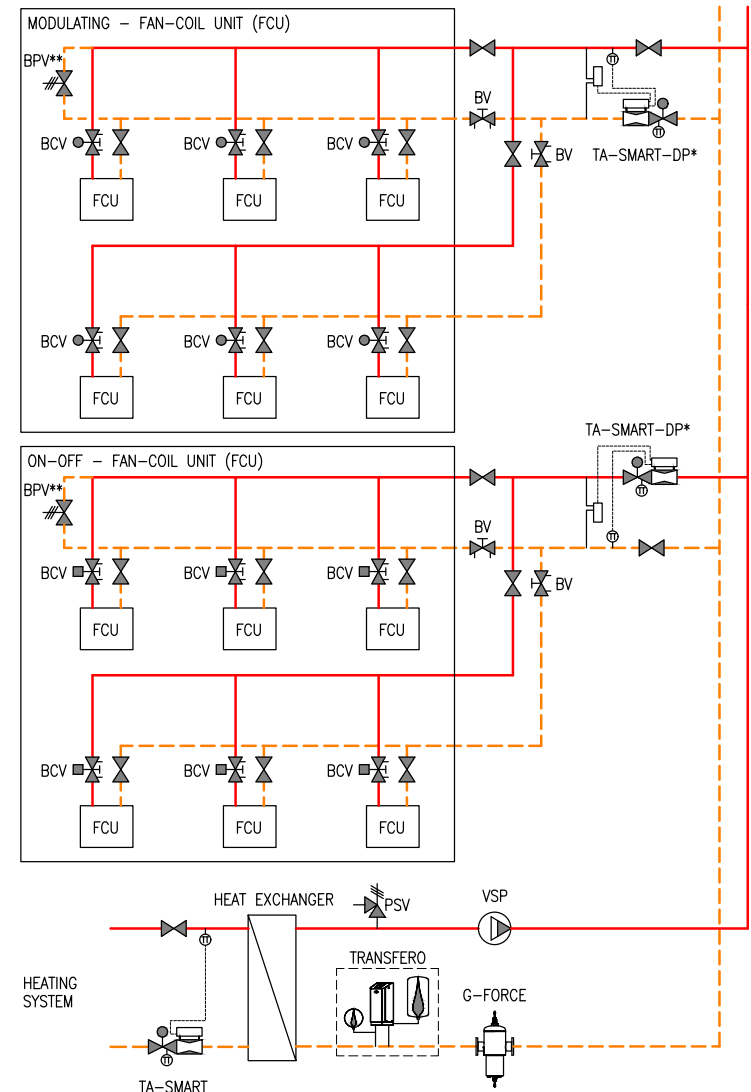 MODULATING - FAN-COIL UNIT (FCU)
BPV**
BV
BCV
BCV
BCV
BV
TA-SMART-DP*
FCU
FCU
FCU
BCV
BCV
BCV
FCU
FCU
FCU
TA-SMART-DP*
ON-OFF - FAN-COIL UNIT (FCU)
BPV**
BV
BCV
BCV
BCV
BV
FCU
FCU
FCU
BCV
BCV
BCV
FCU
FCU
FCU
HEAT EXCHANGER
PSV
VSP
TRANSFERO
HEATING
SYSTEM
G-FORCE
TA-SMART